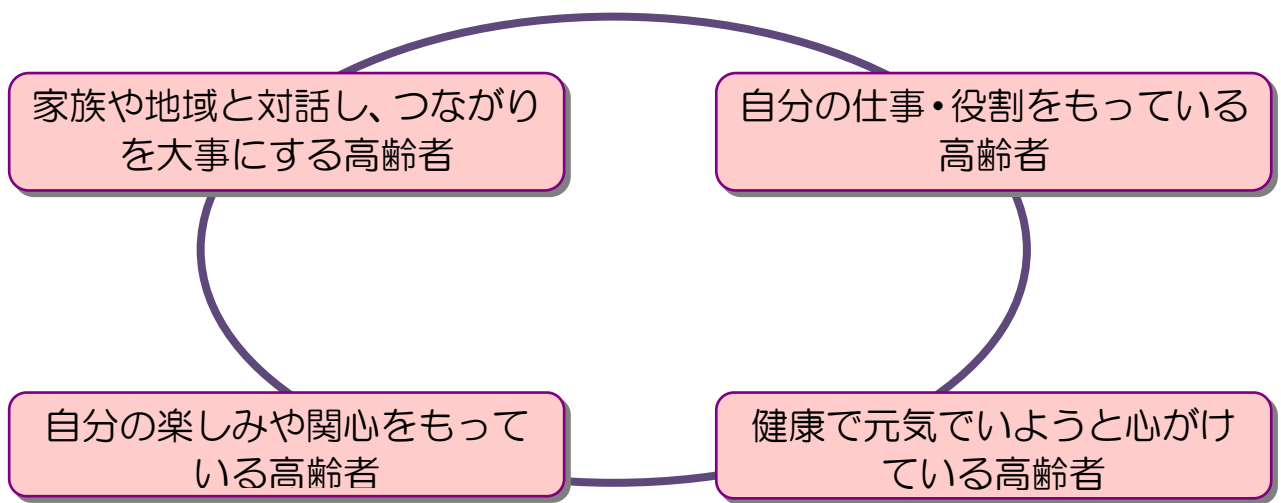 家族や地域と対話し、つながり
を大事にする高齢者
自分の仕事・役割をもっている
高齢者
自分の楽しみや関心をもって
いる高齢者
健康で元気でいようと心がけ
ている高齢者